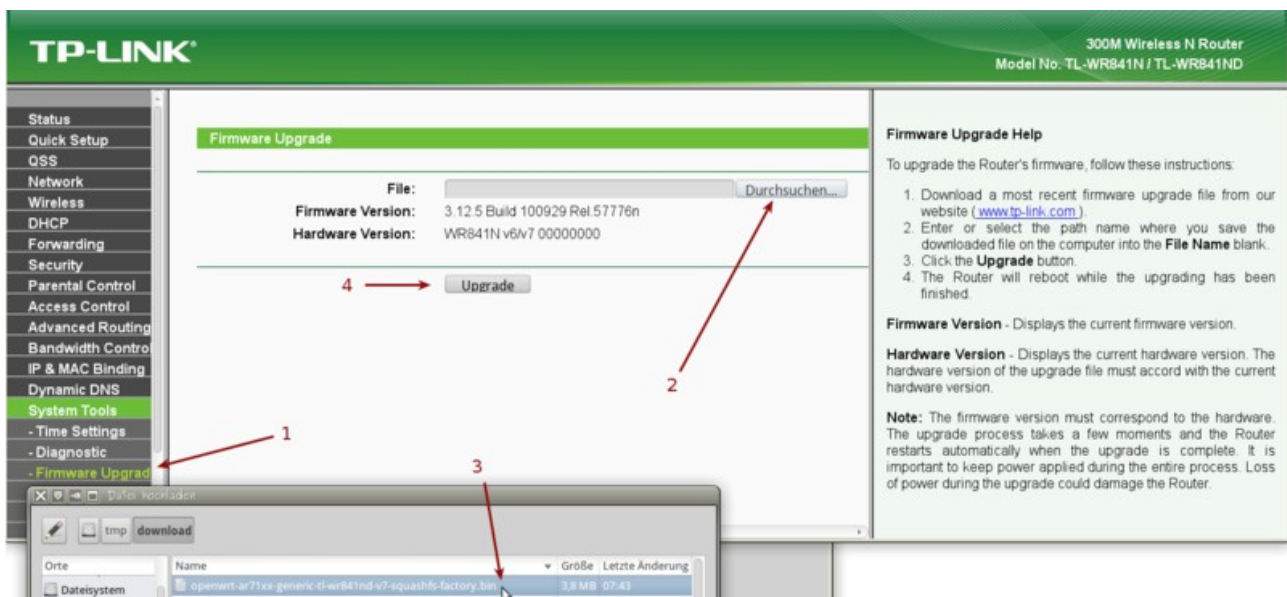 TP-LINK®
300M Wireless N Router
Model No. TL-WR841N / TL-WR841ND
Status
Quick Setup
QSS
Network
Wireless
DHCP
Forwarding
Security
Parental Control
Access Control
Advanced Routing
Bandwidth Control
IP & MAC Binding
Dynamic DNS
System Tools
- Time Settings
- Diagnostic
- Firmware Upgrad
Firmware Upgrade
File:
Durchsuchen...
Firmware Version: 3.12.5 Build 100929 Rel.57776n
Hardware Version: WR841N v6/v7 00000000
4
Upgrade
2
1
3
Firmware Upgrade Help
To upgrade the Router's firmware, follow these instructions:
1. Download a most recent firmware upgrade file from our
website ( www.tp-link.com ).
2. Enter or select the path name where you save the
downloaded file on the computer into the File Name blank.
3. Click the Upgrade button.
4. The Router will reboot while the upgrading has been
finished.
Firmware Version - Displays the current firmware version.
Hardware Version - Displays the current hardware version. The
hardware version of the upgrade file must accord with the current
hardware version.
Note: The firmware version must correspond to the hardware.
The upgrade process takes a few moments and the Router
restarts automatically when the upgrade is complete. It is
important to keep power applied during the entire process. Loss
of power during the upgrade could damage the Router.
Datei hochladen
tmp download
Orte
Name Größe Letzte Änderung
Dateisystem
openwrt-ar71xx-generic-tl-wr841nd-v7-squashfs-factory.bin 3,8 MB 07:43